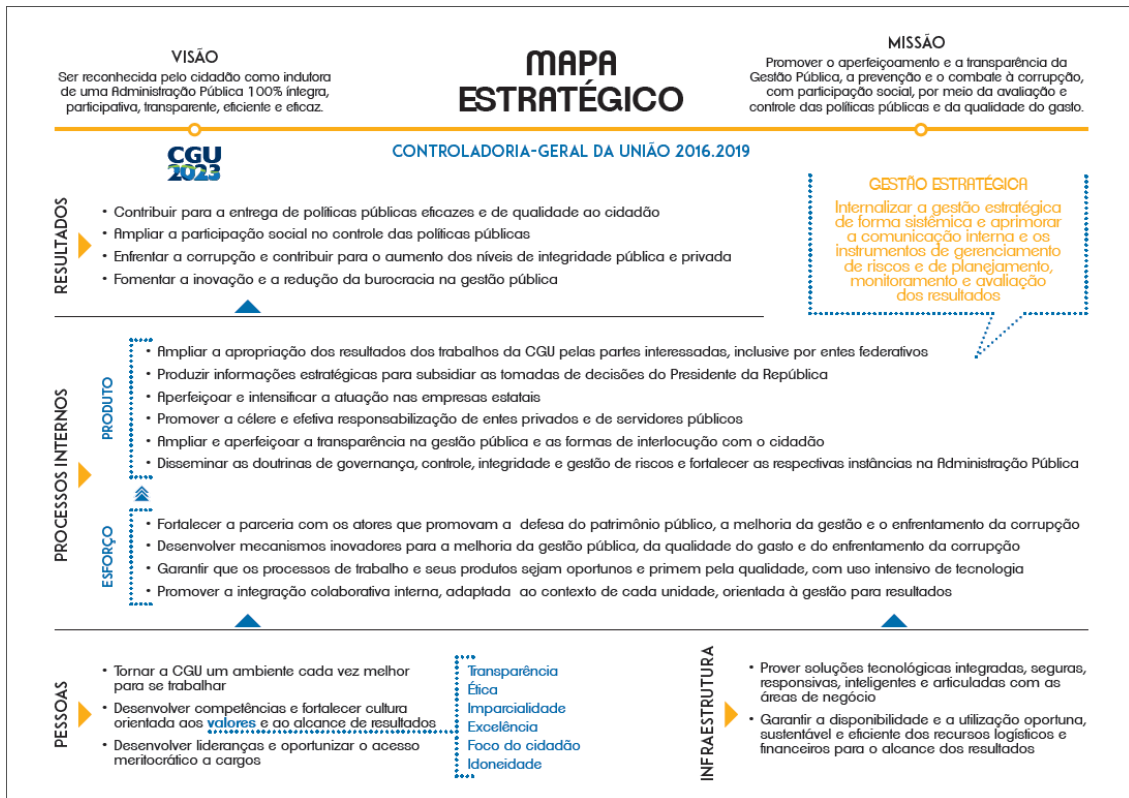 VISÃO
Ser reconhecida pelo cidadão como indutora
de uma Administração Pública 100% íntegra,
participativa, transparente, eficiente e eficaz.
MAPA
ESTRATÉGICO
MISSÃO
Promover o aperfeiçoamento e a transparência da
Gestão Pública, a prevenção e o combate à corrupção,
com participação social, por meio da avaliação e
controle das políticas públicas e da qualidade do gasto.
CGU
2023
CONTROLADORIA-GERAL DA UNIÃO 2016.2019
GESTÃO ESTRATÉGICA
Internalizar a gestão estratégica
de forma sistêmica e aprimorar
a comunicação interna e os
instrumentos de gerenciamento
de riscos e de planejamento,
monitoramento e avaliação
dos resultados
RESULTADOS
• Contribuir para a entrega de políticas públicas eficazes e de qualidade ao cidadão
• Ampliar a participação social no controle das políticas públicas
• Enfrentar a corrupção e contribuir para o aumento dos níveis de integridade pública e privada
• Fomentar a inovação e a redução da burocracia na gestão pública
PROCESSOS INTERNOS
PRODUTO
• Ampliar a apropriação dos resultados dos trabalhos da CGU pelas partes interessadas, inclusive por entes federativos
• Produzir informações estratégicas para subsidiar as tomadas de decisões do Presidente da República
• Aperfeiçoar e intensificar a atuação nas empresas estatais
• Promover a célere e efetiva responsabilização de entes privados e de servidores públicos
• Ampliar e aperfeiçoar a transparência na gestão pública e as formas de interlocução com o cidadão
• Disseminar as doutrinas de governança, controle, integridade e gestão de riscos e fortalecer as respectivas instâncias na Administração Pública
ESFORÇO
• Fortalecer a parceria com os atores que promovam a defesa do patrimônio público, a melhoria da gestão e o enfrentamento da corrupção
• Desenvolver mecanismos inovadores para a melhoria da gestão pública, da qualidade do gasto e do enfrentamento da corrupção
• Garantir que os processos de trabalho e seus produtos sejam oportunos e primem pela qualidade, com uso intensivo de tecnologia
• Promover a integração colaborativa interna, adaptada ao contexto de cada unidade, orientada à gestão para resultados
PESSOAS
• Tornar a CGU um ambiente cada vez melhor
para se trabalhar
• Desenvolver competências e fortalecer cultura
orientada aos valores e ao alcance de resultados
• Desenvolver lideranças e oportunizar o acesso
meritocrático a cargos
Transparência
Ética
Imparcialidade
Excelência
Foco do cidadão
Idoneidade
INFRAESTRUTURA
• Prover soluções tecnológicas integradas, seguras,
responsivas, inteligentes e articuladas com as
áreas de negócio
• Garantir a disponibilidade e a utilização oportuna,
sustentável e eficiente dos recursos logísticos e
financeiros para o alcance dos resultados